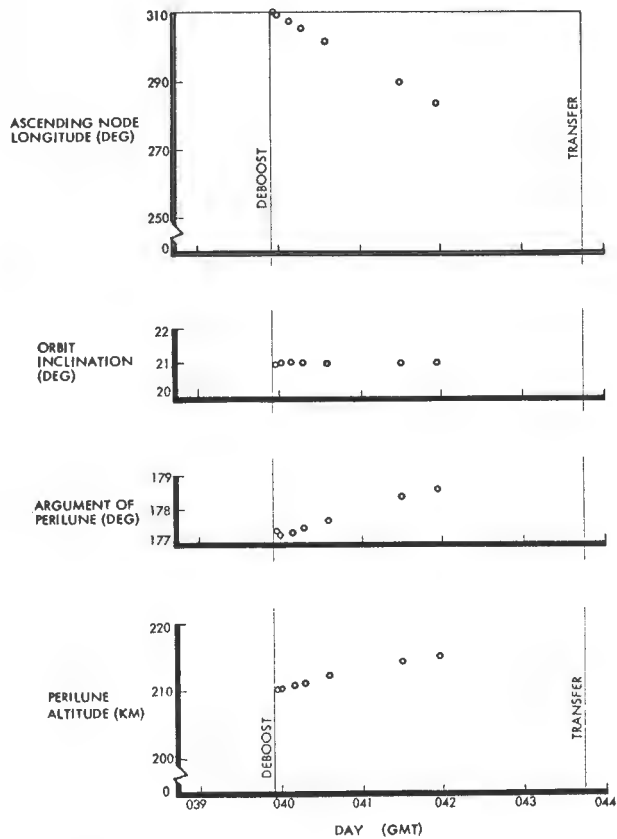 310
290
270
250
0
ASCENDING NODE
LONGITUDE (DEG)
DEBOOST
TRANSFER
22
21
20
ORBIT
INCLINATION
(DEG)
179
178
177
ARGUMENT OF
PERILUNE (DEG)
220
210
200
0
PERILUNE
ALTITUDE (KM)
DEBOOST
TRANSFER
039
040
041
042
043
044
DAY (GMT)